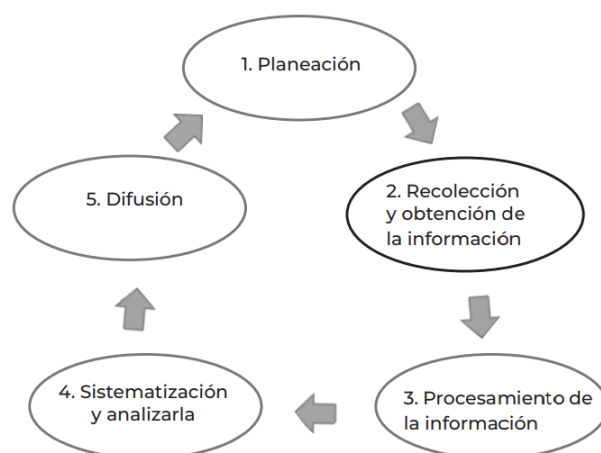 1. Planeación
2. Recolección
y obtención de
la información
3. Procesamiento de
la información
4. Sistematización
y analizarla
5. Difusión